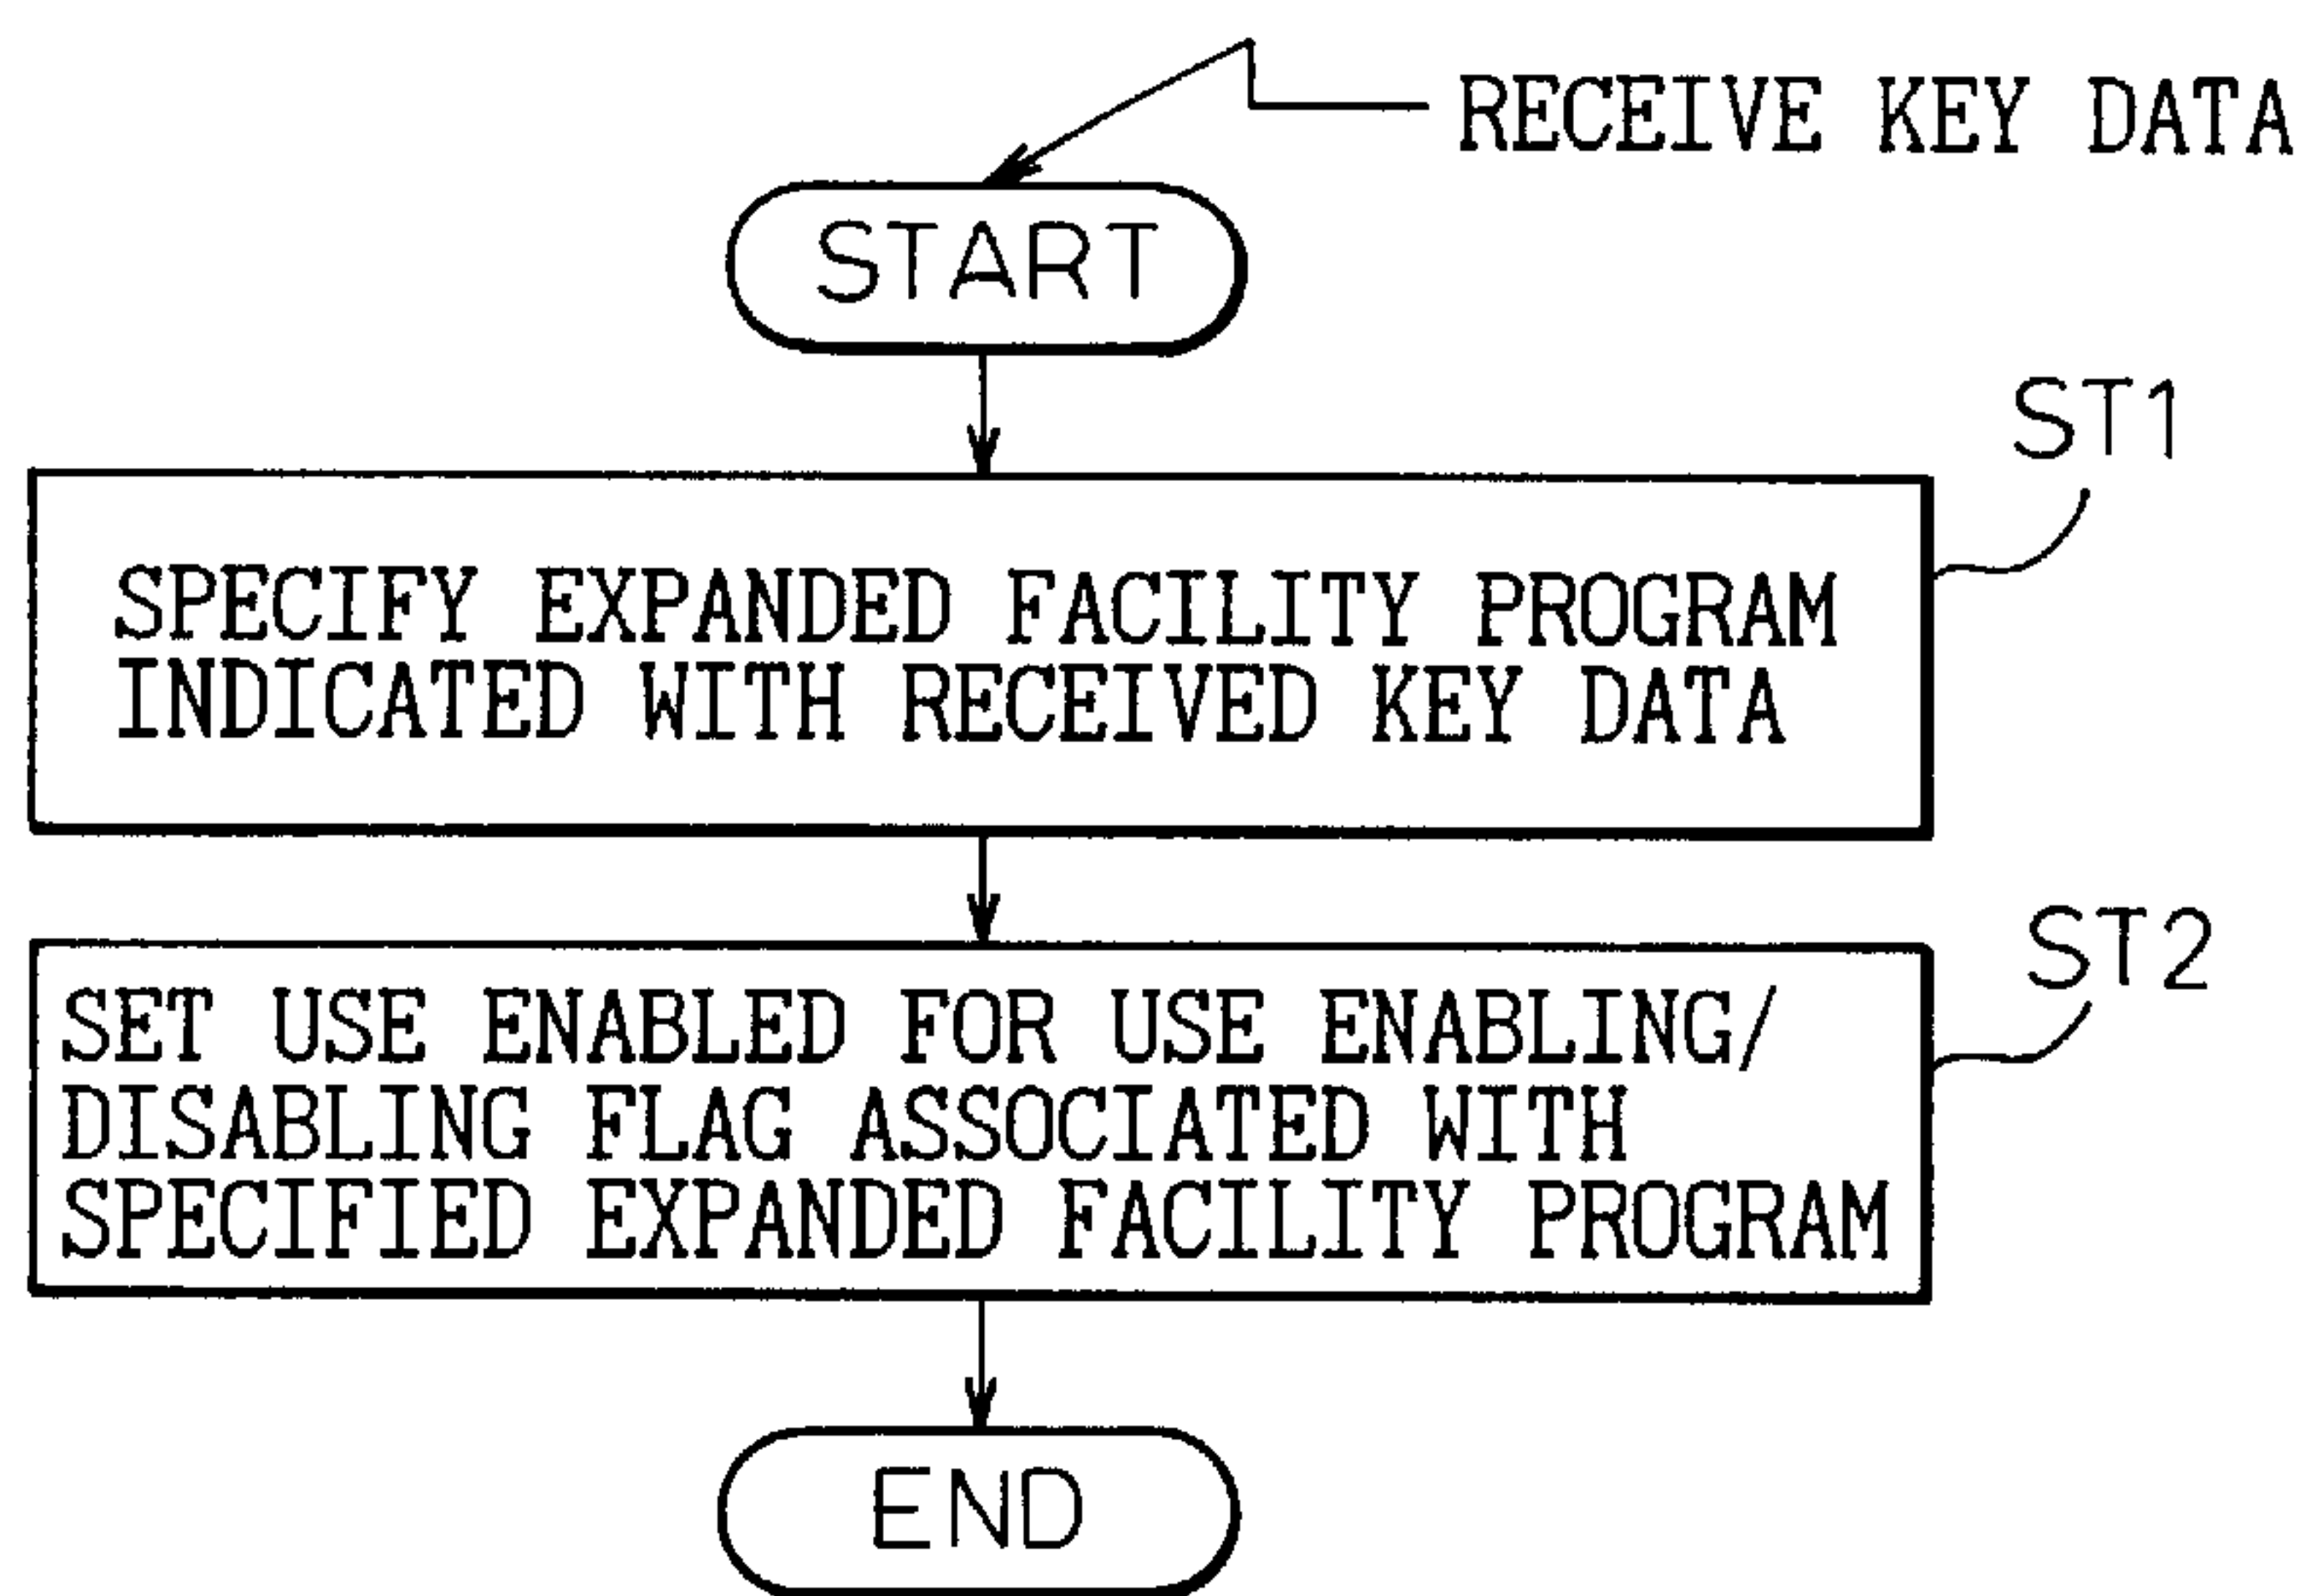 RECEIVE KEY DATA
START
ST1
SPECIFY EXPANDED FACILITY PROGRAM
INDICATED WITH RECEIVED KEY DATA
ST2
SET USE ENABLED FOR USE ENABLING/
DISABLING FLAG ASSOCIATED WITH
SPECIFIED EXPANDED FACILITY PROGRAM
END